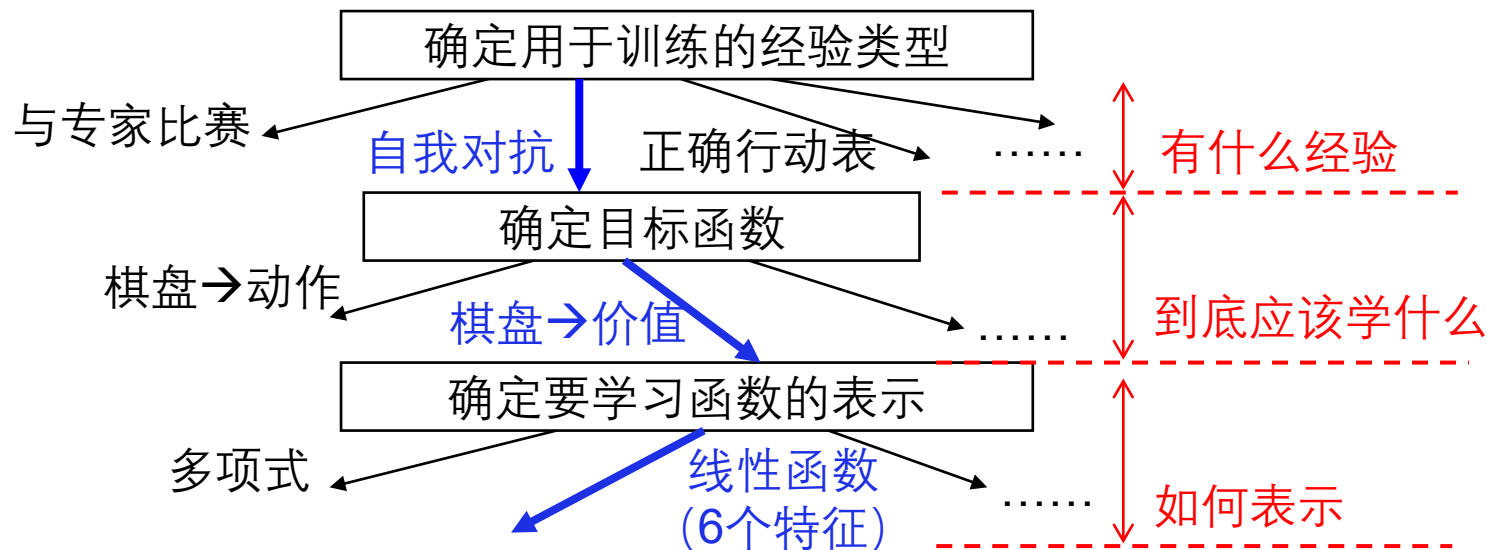 确定用于训练的经验类型
与专家比赛
自我对抗
正确行动表
……
有什么经验
确定目标函数
棋盘→动作
棋盘→价值
……
到底应该学什么
确定要学习函数的表示
多项式
线性函数
(6个特征)
……
如何表示